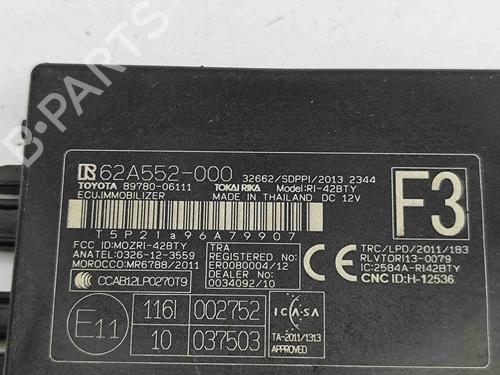 62A552-000 32662/SDPPI/2013 2344
TOYOTA 89780-06111 TOKAI RIKA Model:RI-42BTY
ECU,IMMOBILIZER MADE IN THAILAND DC 12V
F3
T5P21a96A79907
FCC ID:MOZRI-42BTY
ANATEL:0326-12-3559
MOROCCO:MR6788/2011
CCAB12LP0270T9
TRA
REGISTERED No:
ER0080004/12
DEALER No:
0034092/10
TRC/LPD/2011/183
RLVTORI13-0079
IC:2584A-RI42BTY
CNC ID:H-12536
E11
116I 002752
10 037503
ICASA
TA-2011/1313
APPROVED
B-PARTS